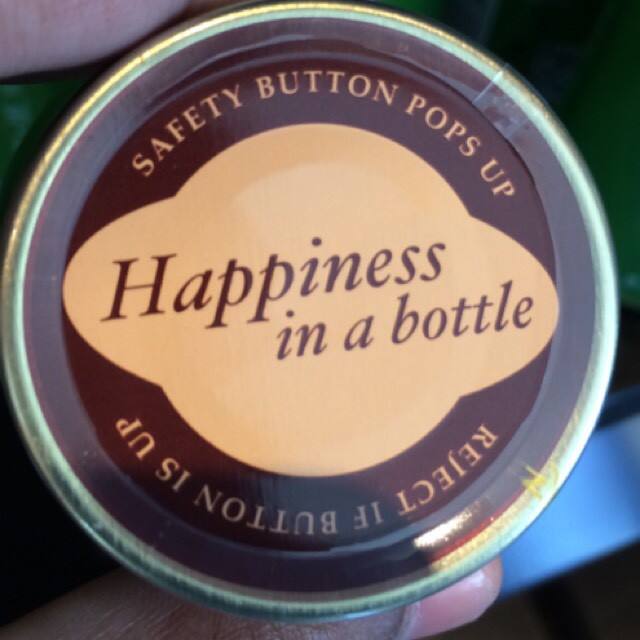 SAFETY BUTTON POPS UP
Happiness
in a bottle
REJECT IF BUTTON IS UP